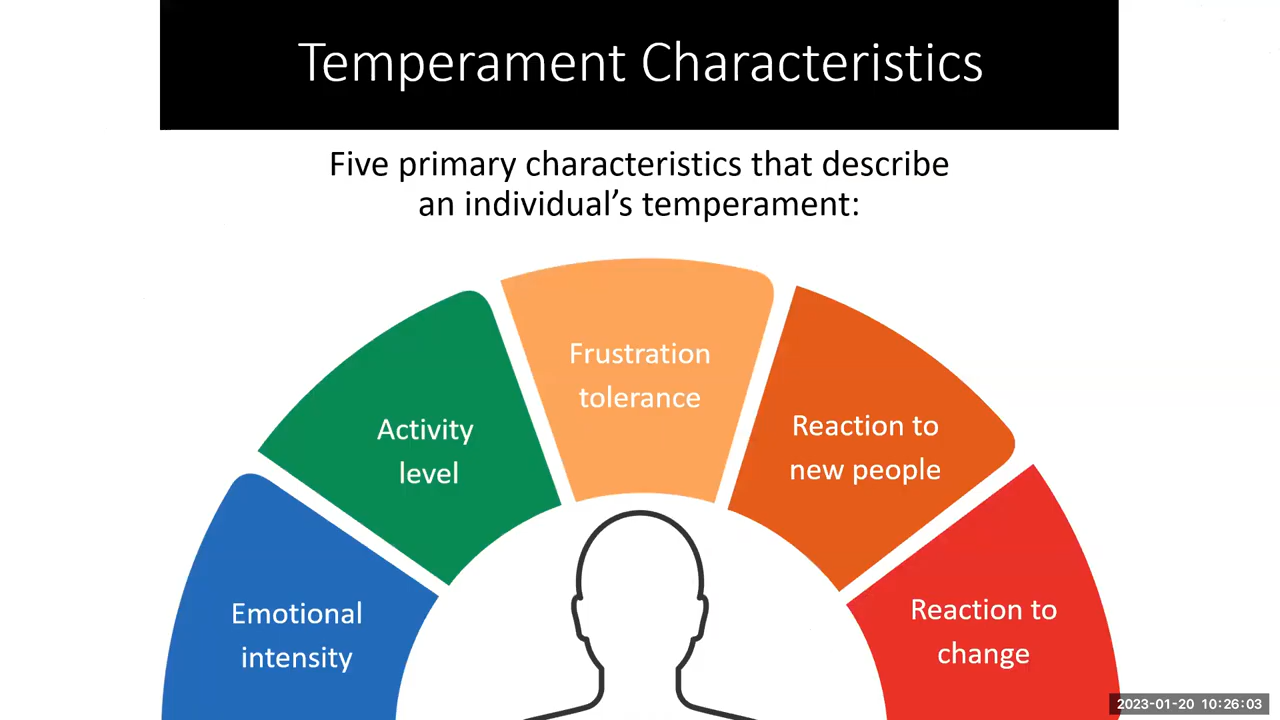 Temperament Characteristics
Five primary characteristics that describe
an individual's temperament:
Emotional
intensity
Activity
level
Frustration
tolerance
Reaction to
new people
Reaction to
change
2023-01-20 10:26:03